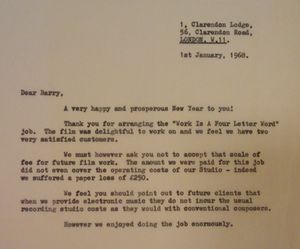 1, Clarendon Lodge,
56, Clarendon Road,
LONDON, W.11.
1st January, 1968.
Dear Barry,
A very happy and prosperous New Year to you!
Thank you for arranging the "Work Is A Four Letter Word"
job. The film was delightful to work on and we feel we have two
very satisfied customers.
We must however ask you not to accept that scale of
fee for future film work. The amount we were paid for this job
did not even cover the operating costs of our Studio - indeed
we suffered a paper loss of £250.
We feel you should point out to future clients that
when we provide electronic music they do not incur the usual
recording studio costs as they would with conventional composers.
However we enjoyed doing the job enormously.